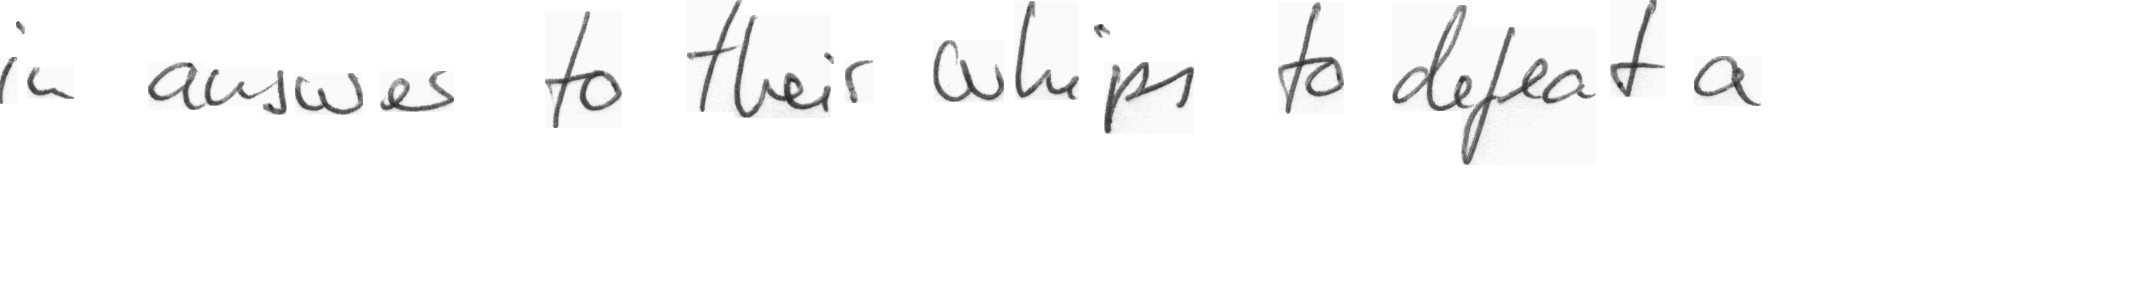 in answer to their whips to defeat a